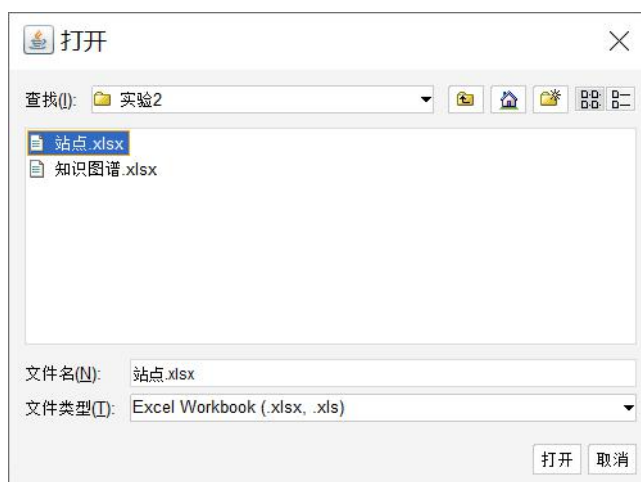 打开
查找(I): 实验2
站点.xlsx
知识图谱.xlsx
文件名(N): 站点.xlsx
文件类型(T): Excel Workbook (.xlsx, .xls)
打开 取消